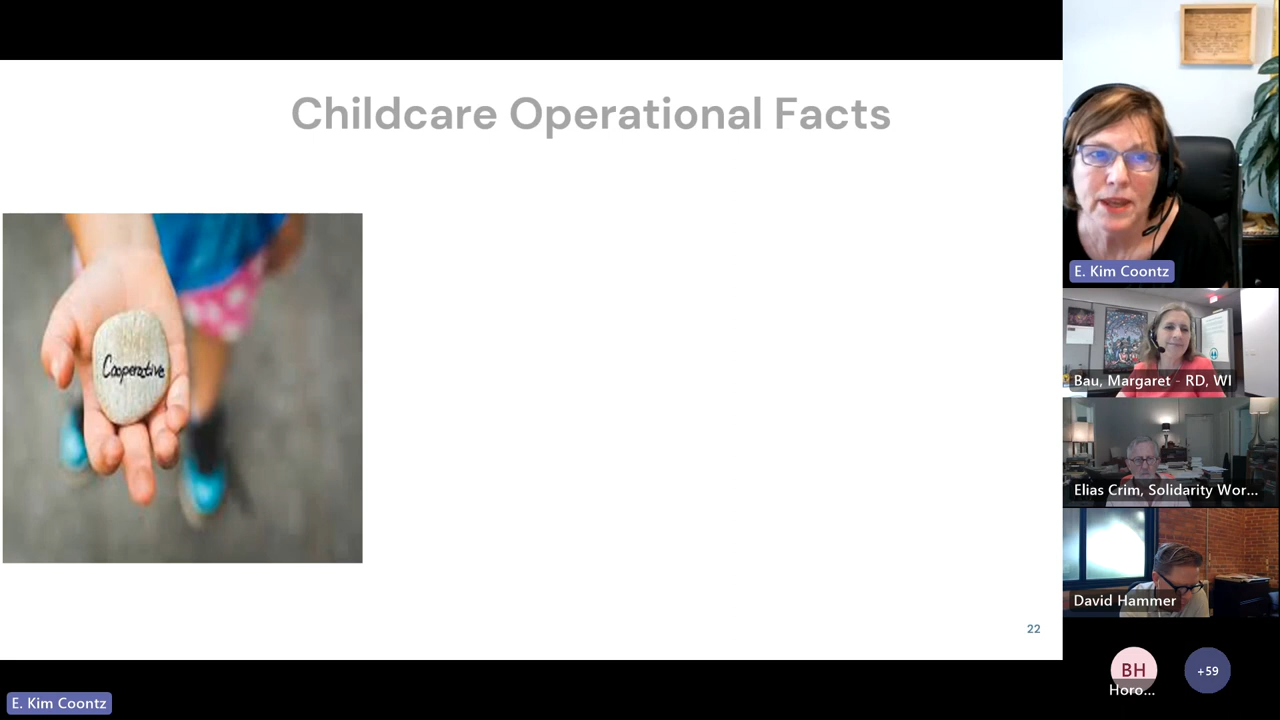 Childcare Operational Facts
Cooperative
22
E. Kim Coontz
E. Kim Coontz
Bau, Margaret - RD, WI
Elias Crim, Solidarity Wor...
David Hammer
BH
Horo...
+59